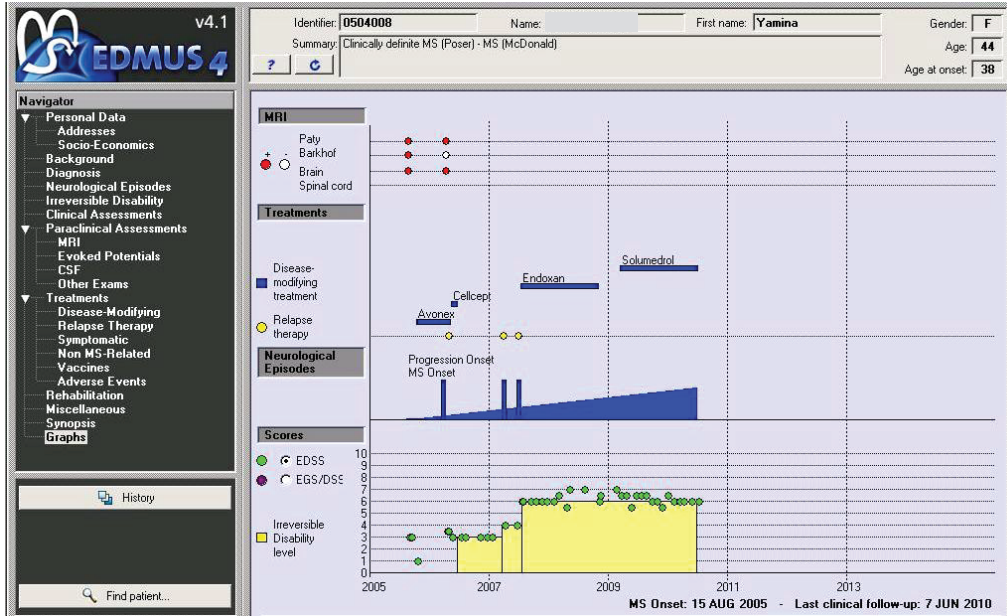 v4.1
EDMUS 4
Identifier: 0504008 Name: First name: Yamina Gender: F
Summary: Clinically definite MS (Poser) - MS (McDonald) Age: 44
? Age at onset: 38
Navigator
Personal Data
Addresses
Socio-Economics
Background
Diagnosis
Neurological Episodes
Irreversible Disability
Clinical Assessments
Paraclinical Assessments
MRI
Evoked Potentials
CSF
Other Exams
Treatments
Disease-Modifying
Relapse Therapy
Symptomatic
Non MS-Related
Vaccines
Adverse Events
Rehabilitation
Miscellaneous
Synopsis
Graphs
History
Find patient...
MRI
Paty
+ - Barkhof
Brain
Spinal cord
Treatments
Disease-
modifying
treatment
Relapse
therapy
Avonex
Cellcept
Endoxan
Solumedrol
Neurological
Episodes
Progression Onset
MS Onset
Scores
EDSS
EGS/DSS
Irreversible
Disability
level
10
9
8
7
6
5
4
3
2
1
0
2005 2007 2009 2011 2013
MS Onset: 15 AUG 2005 - Last clinical follow-up: 7 JUN 2010